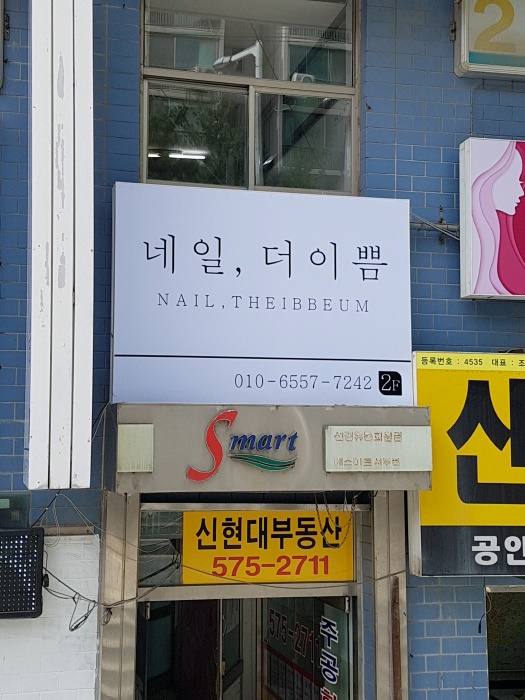 2
네일, 더이쁨
NAIL, THEIBBEUM
010-6557-7242 2F
등록번호 : 4535 대표 : 조
Smart
신
공인
신현대부동산
575-2711
575-271
주공